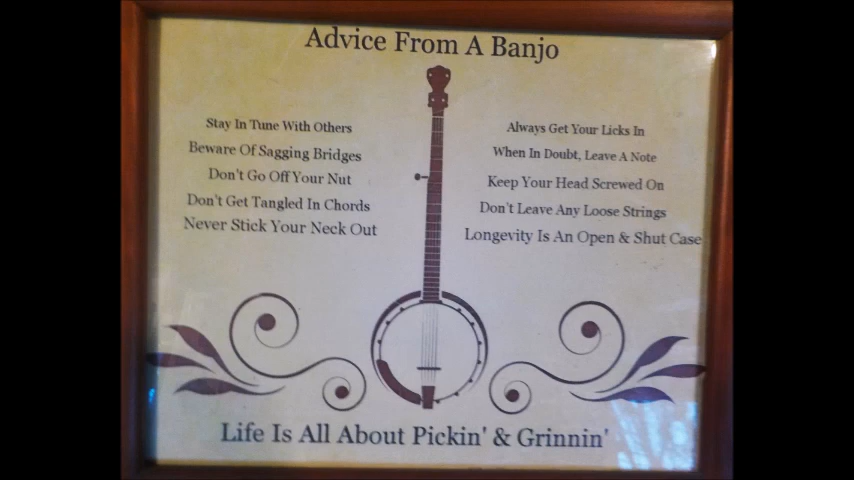 Advice From A Banjo
Stay In Tune With Others
Beware Of Sagging Bridges
Don't Go Off Your Nut
Don't Get Tangled In Chords
Never Stick Your Neck Out
Always Get Your Licks In
When In Doubt, Leave A Note
Keep Your Head Screwed On
Don't Leave Any Loose Strings
Longevity Is An Open & Shut Case
Life Is All About Pickin' & Grinnin'